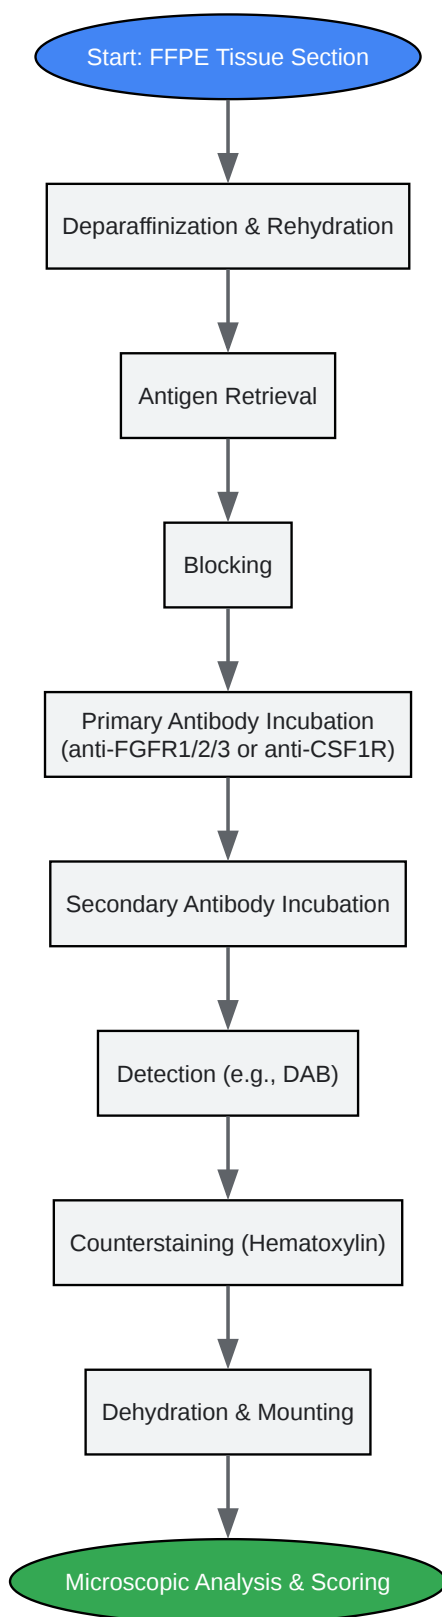 Start: FFPE Tissue Section
Deparaffinization & Rehydration
Antigen Retrieval
Blocking
Primary Antibody Incubation
(anti-FGFR1/2/3 or anti-CSF1R)
Secondary Antibody Incubation
Detection (e.g., DAB)
Counterstaining (Hematoxylin)
Dehydration & Mounting
Microscopic Analysis & Scoring